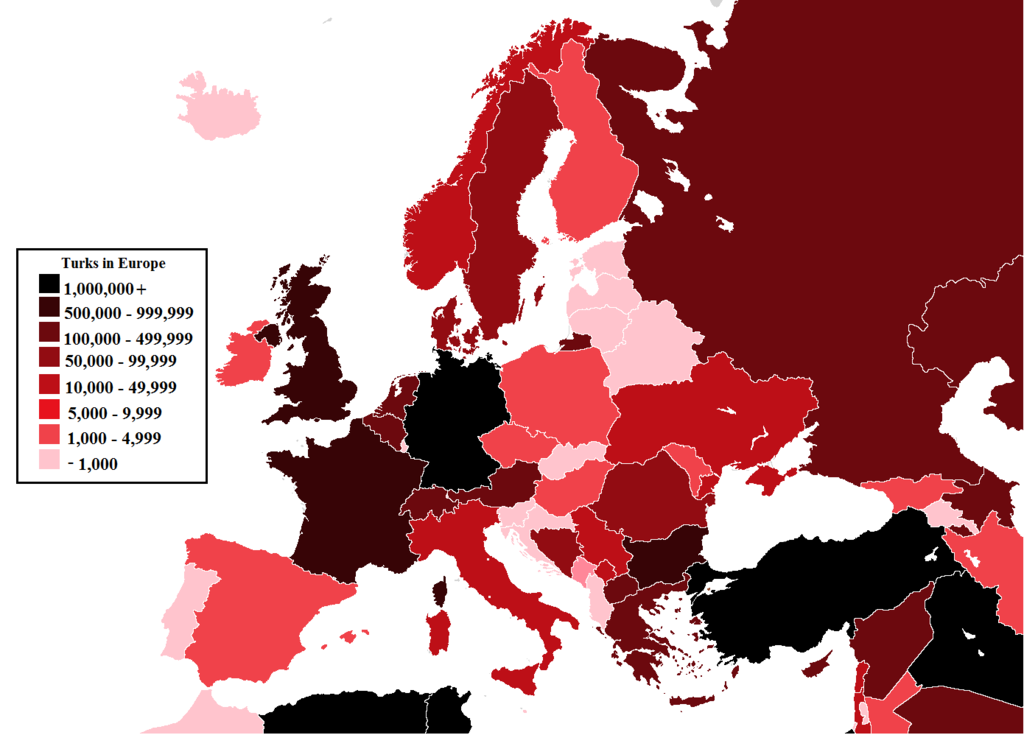 Turks in Europe
1,000,000+
500,000 - 999,999
100,000 - 499,999
50,000 - 99,999
10,000 - 49,999
5,000 - 9,999
1,000 - 4,999
- 1,000